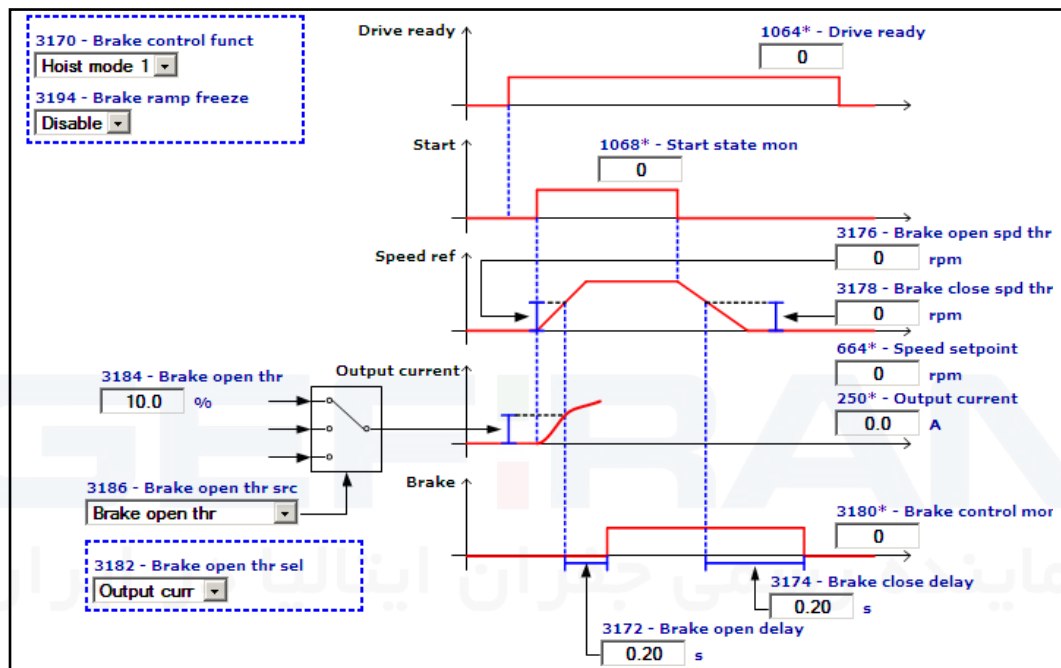 3170 - Brake control funct
Hoist mode 1
3194 - Brake ramp freeze
Disable
Drive ready
1064* - Drive ready
0
Start
1068* - Start state mon
0
Speed ref
3176 - Brake open spd thr
0 rpm
3178 - Brake close spd thr
0 rpm
664* - Speed setpoint
0 rpm
250* - Output current
0.0 A
3184 - Brake open thr
10.0 %
Output current
3186 - Brake open thr src
Brake open thr
3182 - Brake open thr sel
Output curr
Brake
3180* - Brake control mon
0
3174 - Brake close delay
0.20 s
3172 - Brake open delay
0.20 s
GEFRAN
جفران ایتالیا